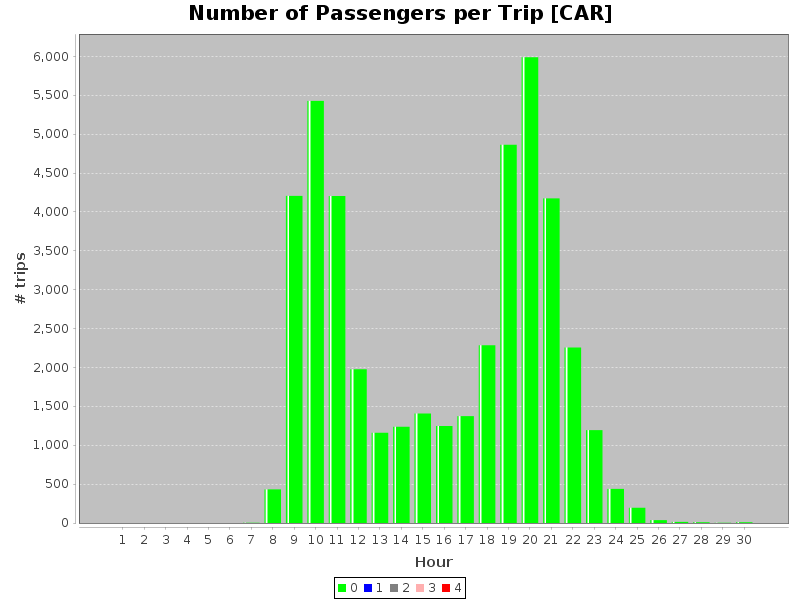 Number of Passengers per Trip [CAR]
# trips
6,000
5,500
5,000
4,500
4,000
3,500
3,000
2,500
2,000
1,500
1,000
500
0
1 2 3 4 5 6 7 8 9 10 11 12 13 14 15 16 17 18 19 20 21 22 23 24 25 26 27 28 29 30
Hour
0 1 2 3 4